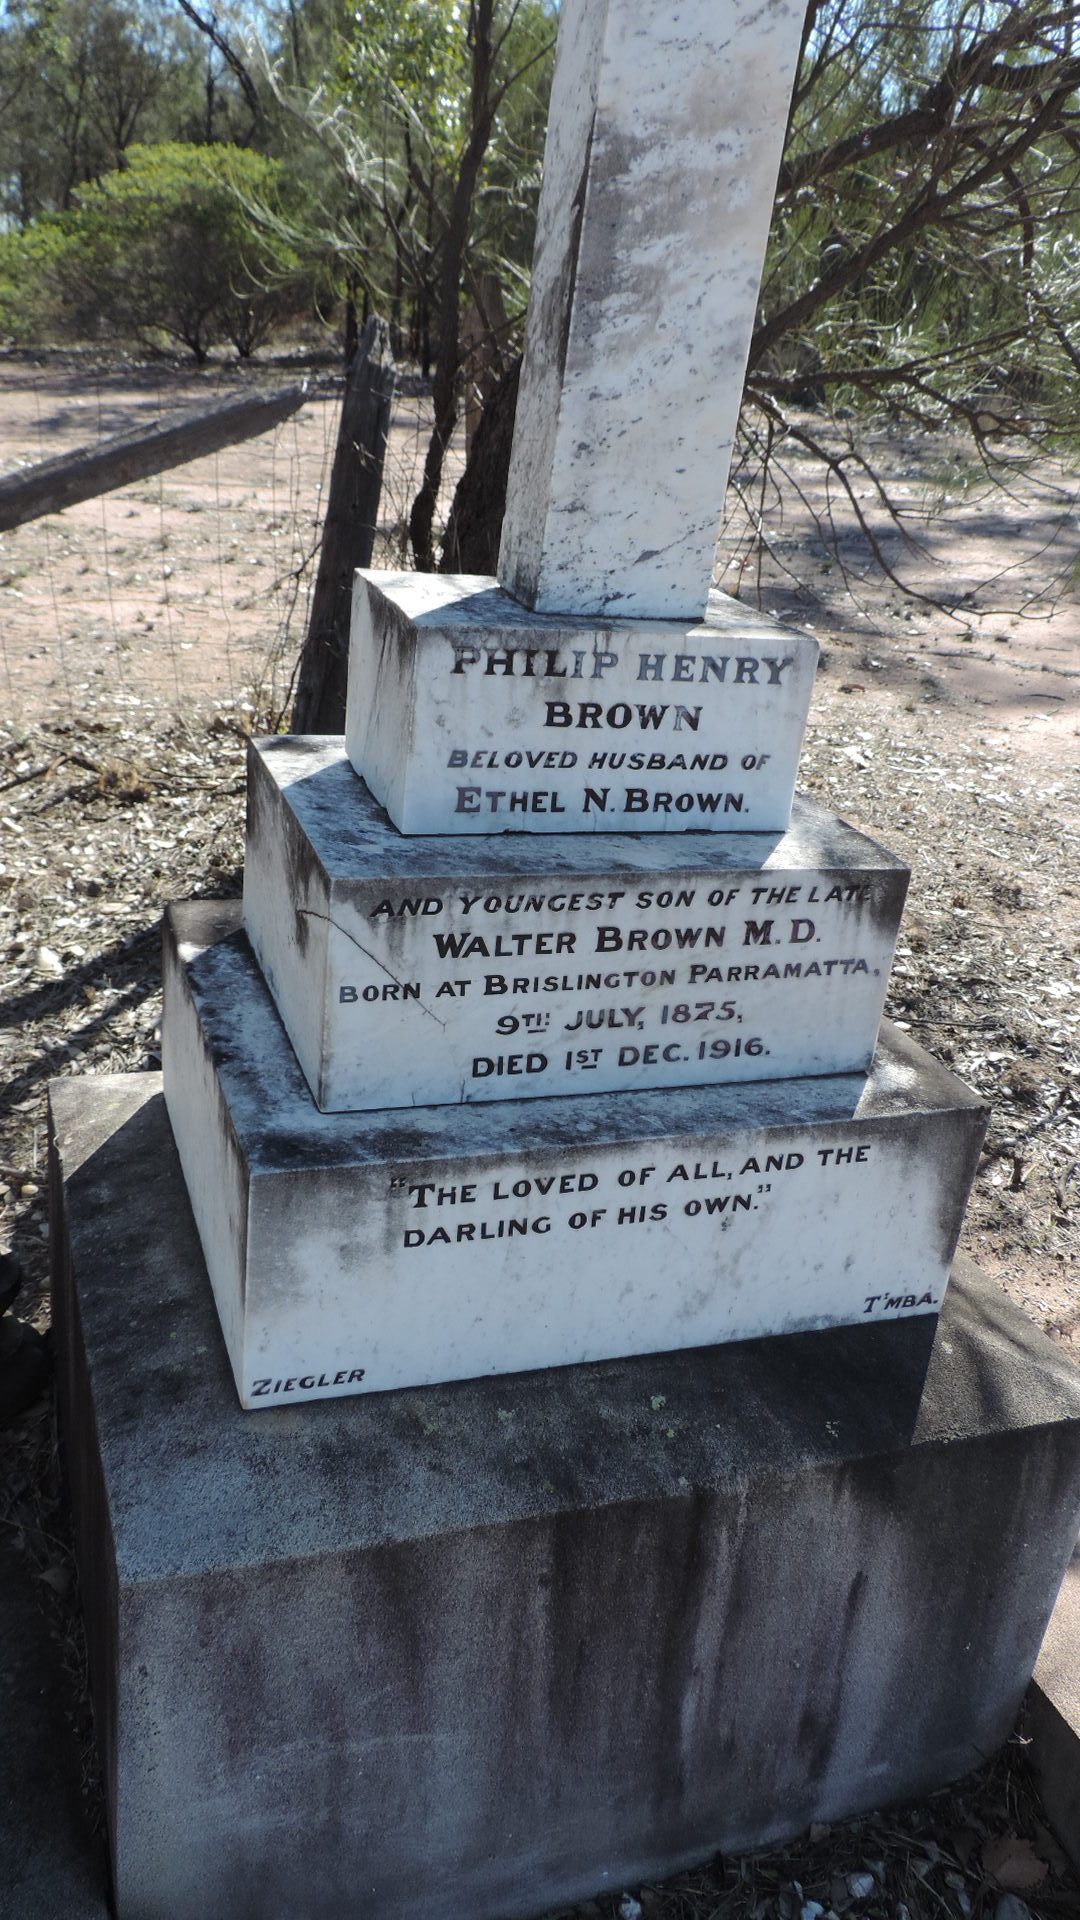 PHILIP HENRY
BROWN
BELOVED HUSBAND OF
ETHEL N. BROWN.
AND YOUNGEST SON OF THE LATE
WALTER BROWN M.D.
BORN AT BRISLINGTON PARRAMATTA,
9TH JULY, 1875,
DIED 1ST DEC. 1916.
"THE LOVED OF ALL, AND THE
DARLING OF HIS OWN."
ZIEGLER
T'MBA.